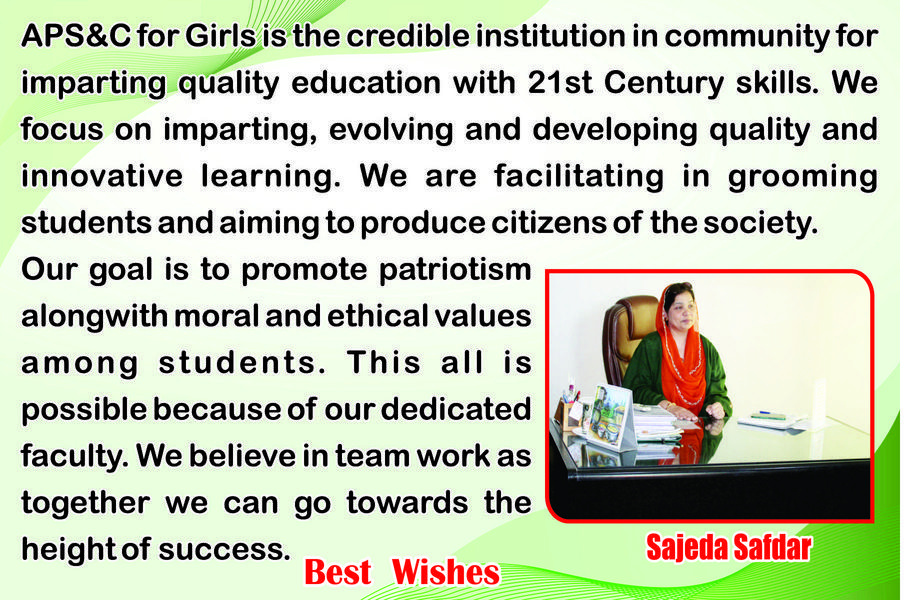 APS&C for Girls is the credible institution in community for
imparting quality education with 21st Century skills. We
focus on imparting, evolving and developing quality and
innovative learning. We are facilitating in grooming
students and aiming to produce citizens of the society.
Our goal is to promote patriotism
alongwith moral and ethical values
among students. This all is
possible because of our dedicated
faculty. We believe in team work as
together we can go towards the
height of success.
Sajeda Safdar
Best Wishes